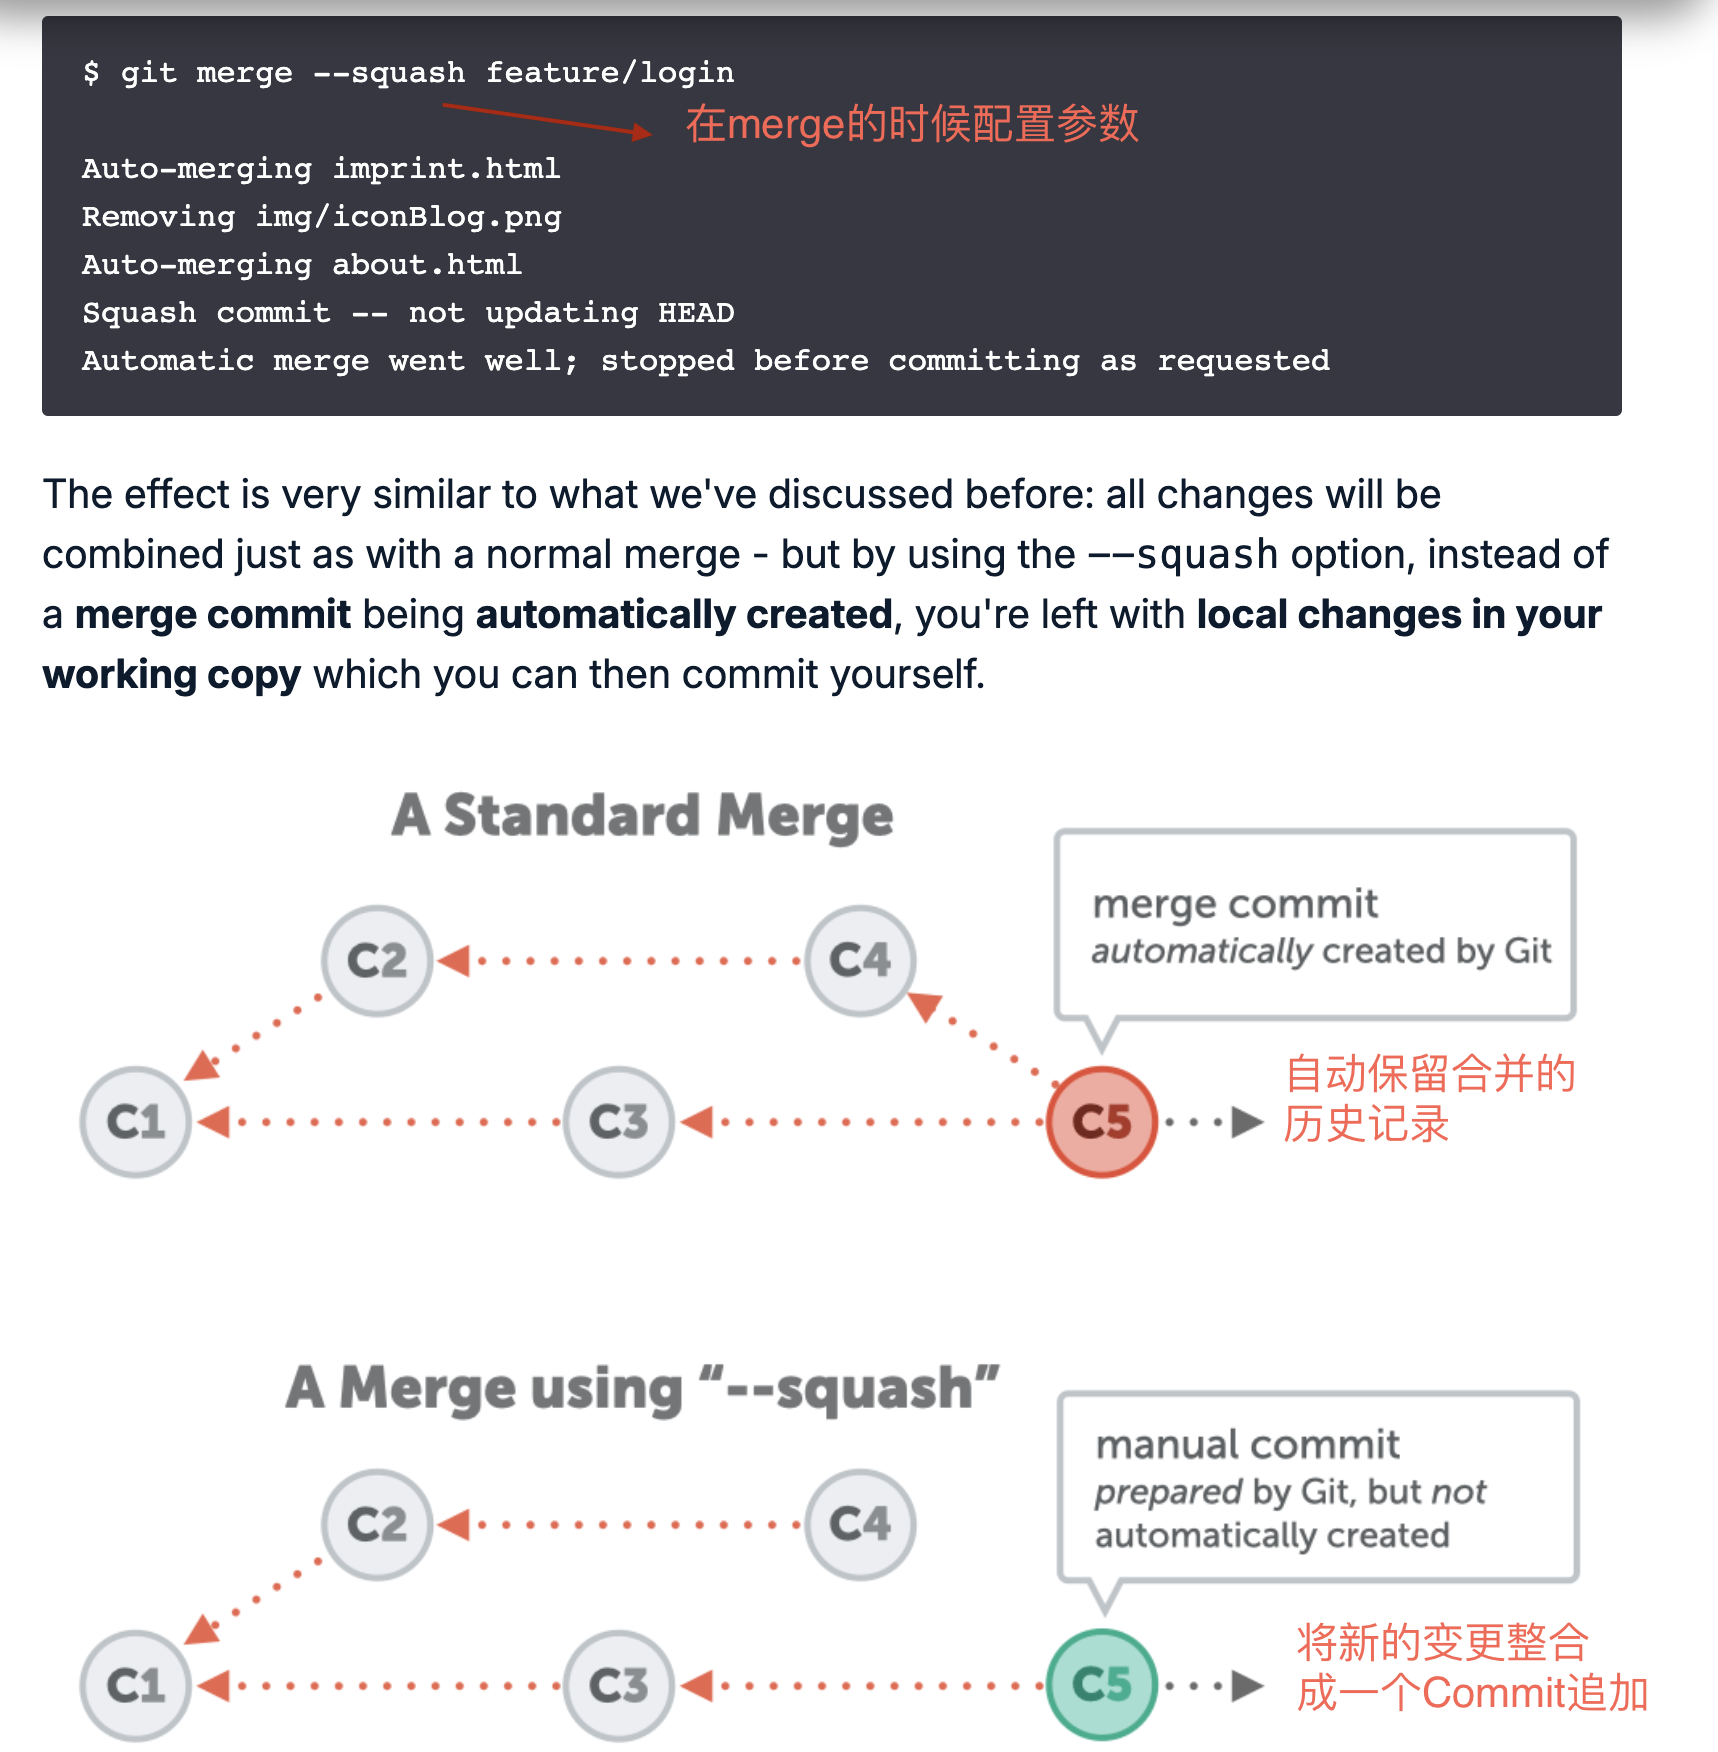 $ git merge --squash feature/login
在merge的时候配置参数
Auto-merging imprint.html
Removing img/iconBlog.png
Auto-merging about.html
Squash commit -- not updating HEAD
Automatic merge went well; stopped before committing as requested
The effect is very similar to what we've discussed before: all changes will be
combined just as with a normal merge - but by using the --squash option, instead of
a merge commit being automatically created, you're left with local changes in your
working copy which you can then commit yourself.
A Standard Merge
merge commit
automatically created by Git
C2
C4
C1
C3
C5
自动保留合并的
历史记录
A Merge using “--squash”
manual commit
prepared by Git, but not
automatically created
C2
C4
C1
C3
C5
将新的变更整合
成一个Commit追加